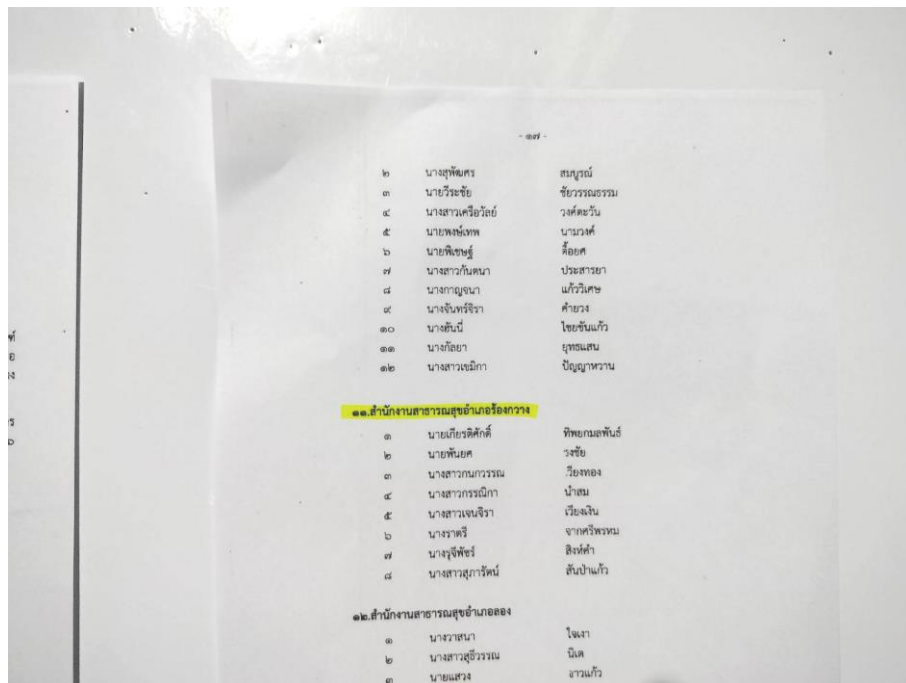 - ๑๗ -
๒ นางสุพัฒศร สมบูรณ์
๓ นายวีระชัย ชัยวรรณธรรม
๔ นางสาวเครือวัลย์ วงค์ตะวัน
๕ นายพงษ์เทพ นามวงค์
๖ นายพิเชษฐ์ ตื้อยศ
๗ นางสาวกันตนา ประสารยา
๘ นางกาญจนา แก้ววิเศษ
๙ นางจันทร์จิรา คำยวง
๑๐ นางฮันนี่ ไชยขันแก้ว
๑๑ นางกัลยา ยุทธแสน
๑๒ นางสาวเขมิกา ปัญญาหวาน
๑๑.สำนักงานสาธารณสุขอำเภอร้องกวาง
๑ นายเกียรติศักดิ์ ทิพยกมลพันธ์
๒ นายพันยศ
๓ นางสาวกนกวรรณ
๔ นางสาวกรรณิกา นำสม
๕ นางสาวเจนจิรา เวียงเงิน
๖ นางราตรี จากศรีพรหม
๗ นางรุจีพัชร์ สิงห์คำ
๘ นางสาวสุภารัตน์ สันป่าแก้ว
๑๒.สำนักงานสาธารณสุขอำเภอลอง
๑ นางวาสนา ใจเงา
๒ นางสาวสุธีวรรณ นิเต
๓ นายแสวง